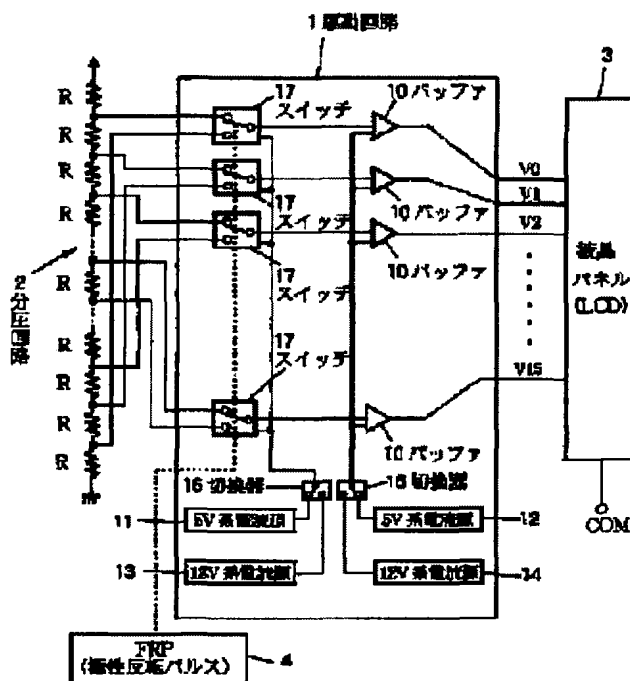 1 駆動回路
3
R
R
R
R
R
R
R
R
R
2 分圧回路
17
スイッチ
17
スイッチ
17
スイッチ
17
スイッチ
10 バッファ
10 バッファ
10 バッファ
10 バッファ
V0
V1
V2
V15
液晶
パネル
(LCD)
COM
16 切換器
16 切換器
11
5V 系電流源
5V 系電流源
12
13
12V 系電流源
12V 系電流源
14
FRP
(極性反転パルス)
4